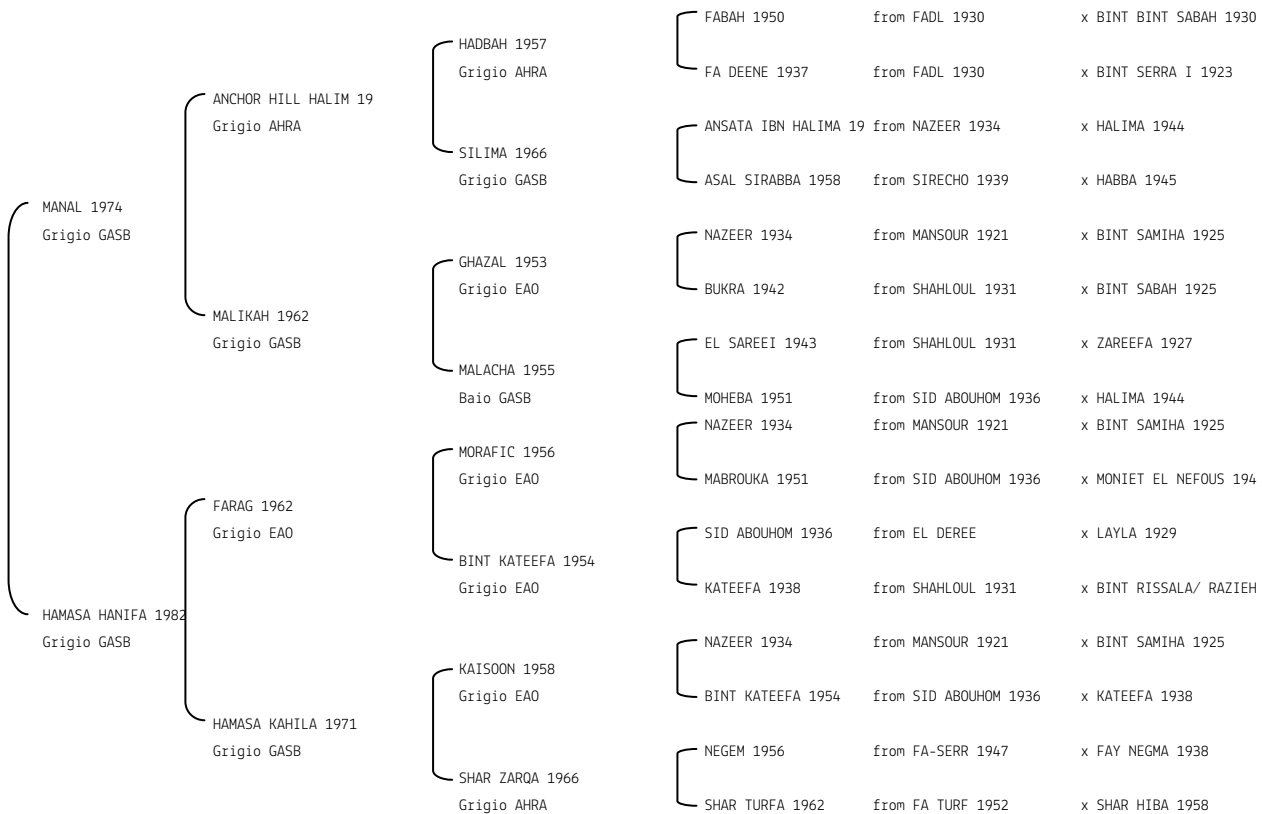 FABAH 1950 from FADL 1930 x BINT BINT SABAH 1930
HADBAH 1957
Grigio AHRA
FA DEENE 1937 from FADL 1930 x BINT SERRA I 1923
ANCHOR HILL HALIM 19
Grigio AHRA
ANSATA IBN HALIMA 19 from NAZEER 1934 x HALIMA 1944
SILIMA 1966
Grigio GASB
ASAL SIRABBA 1958 from SIRECHO 1939 x HABBA 1945
MANAL 1974
Grigio GASB
NAZEER 1934 from MANSOUR 1921 x BINT SAMIHA 1925
GHAZAL 1953
Grigio EAO
BUKRA 1942 from SHAHLOUL 1931 x BINT SABAH 1925
MALIKAH 1962
Grigio GASB
EL SAREEI 1943 from SHAHLOUL 1931 x ZAREEFA 1927
MALACHA 1955
Baio GASB
MOHEBA 1951 from SID ABOUHOM 1936 x HALIMA 1944
NAZEER 1934 from MANSOUR 1921 x BINT SAMIHA 1925
MORAFIC 1956
Grigio EAO
MABROUKA 1951 from SID ABOUHOM 1936 x MONIET EL NEFOUS 194
FARAG 1962
Grigio EAO
SID ABOUHOM 1936 from EL DEREE x LAYLA 1929
BINT KATEEFA 1954
Grigio EAO
KATEEFA 1938 from SHAHLOUL 1931 x BINT RISSALA/ RAZIEH
HAMASA HANIFA 1982
Grigio GASB
NAZEER 1934 from MANSOUR 1921 x BINT SAMIHA 1925
KAISOON 1958
Grigio EAO
BINT KATEEFA 1954 from SID ABOUHOM 1936 x KATEEFA 1938
HAMASA KAHILA 1971
Grigio GASB
NEGEM 1956 from FA-SERR 1947 x FAY NEGMA 1938
SHAR ZARQA 1966
Grigio AHRA
SHAR TURFA 1962 from FA TURF 1952 x SHAR HIBA 1958